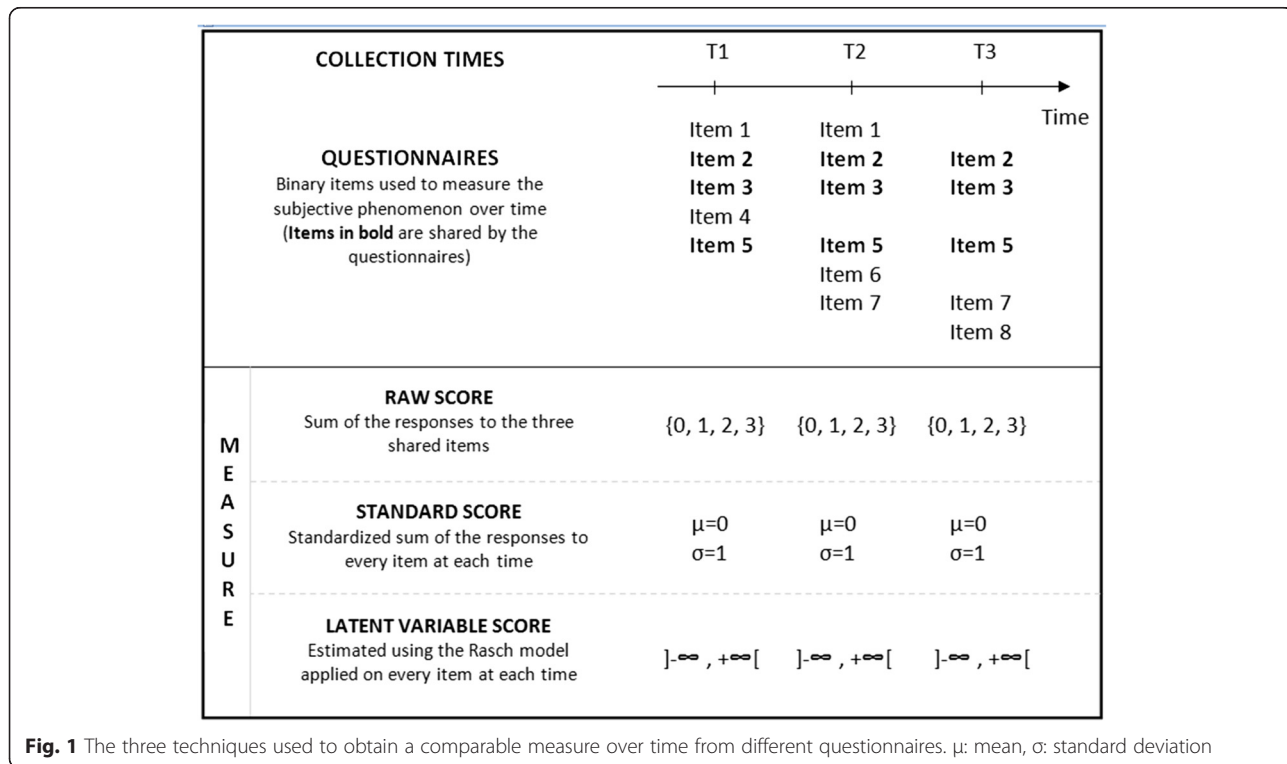 COLLECTION TIMES
T1 T2 T3
Time
QUESTIONNAIRES
Binary items used to measure the
subjective phenomenon over time
(Items in bold are shared by the
questionnaires)
Item 1 Item 1
Item 2 Item 2 Item 2
Item 3 Item 3 Item 3
Item 4
Item 5 Item 5 Item 5
Item 6
Item 7 Item 7
Item 8
MEASURE
RAW SCORE
Sum of the responses to the three
shared items
{0, 1, 2, 3} {0, 1, 2, 3} {0, 1, 2, 3}
STANDARD SCORE
Standardized sum of the responses to
every item at each time
μ=0 μ=0 μ=0
σ=1 σ=1 σ=1
LATENT VARIABLE SCORE
Estimated using the Rasch model
applied on every item at each time
]-∞ , +∞[ ]-∞ , +∞[ ]-∞ , +∞[
Fig. 1 The three techniques used to obtain a comparable measure over time from different questionnaires. μ: mean, σ: standard deviation